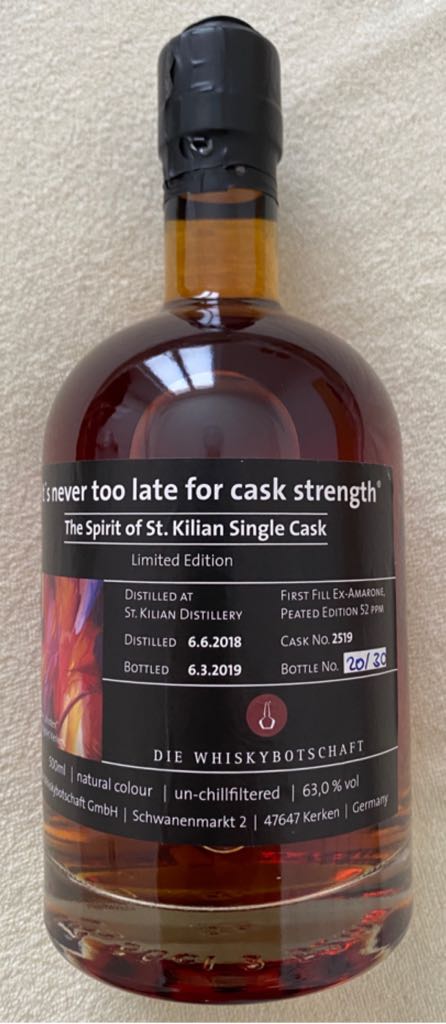 t's never too late for cask strength®
The Spirit of St. Kilian Single Cask
Limited Edition
Distilled at
St. Kilian Distillery
First Fill Ex-Amarone,
Peated Edition 52 ppm
Distilled 6.6.2018
Cask No. 2519
Bottled 6.3.2019
Bottle No. 20/30
DIE WHISKYBOTSCHAFT
500ml | natural colour | un-chillfiltered | 63,0 % vol
whiskybotschaft GmbH | Schwanenmarkt 2 | 47647 Kerken | Germany